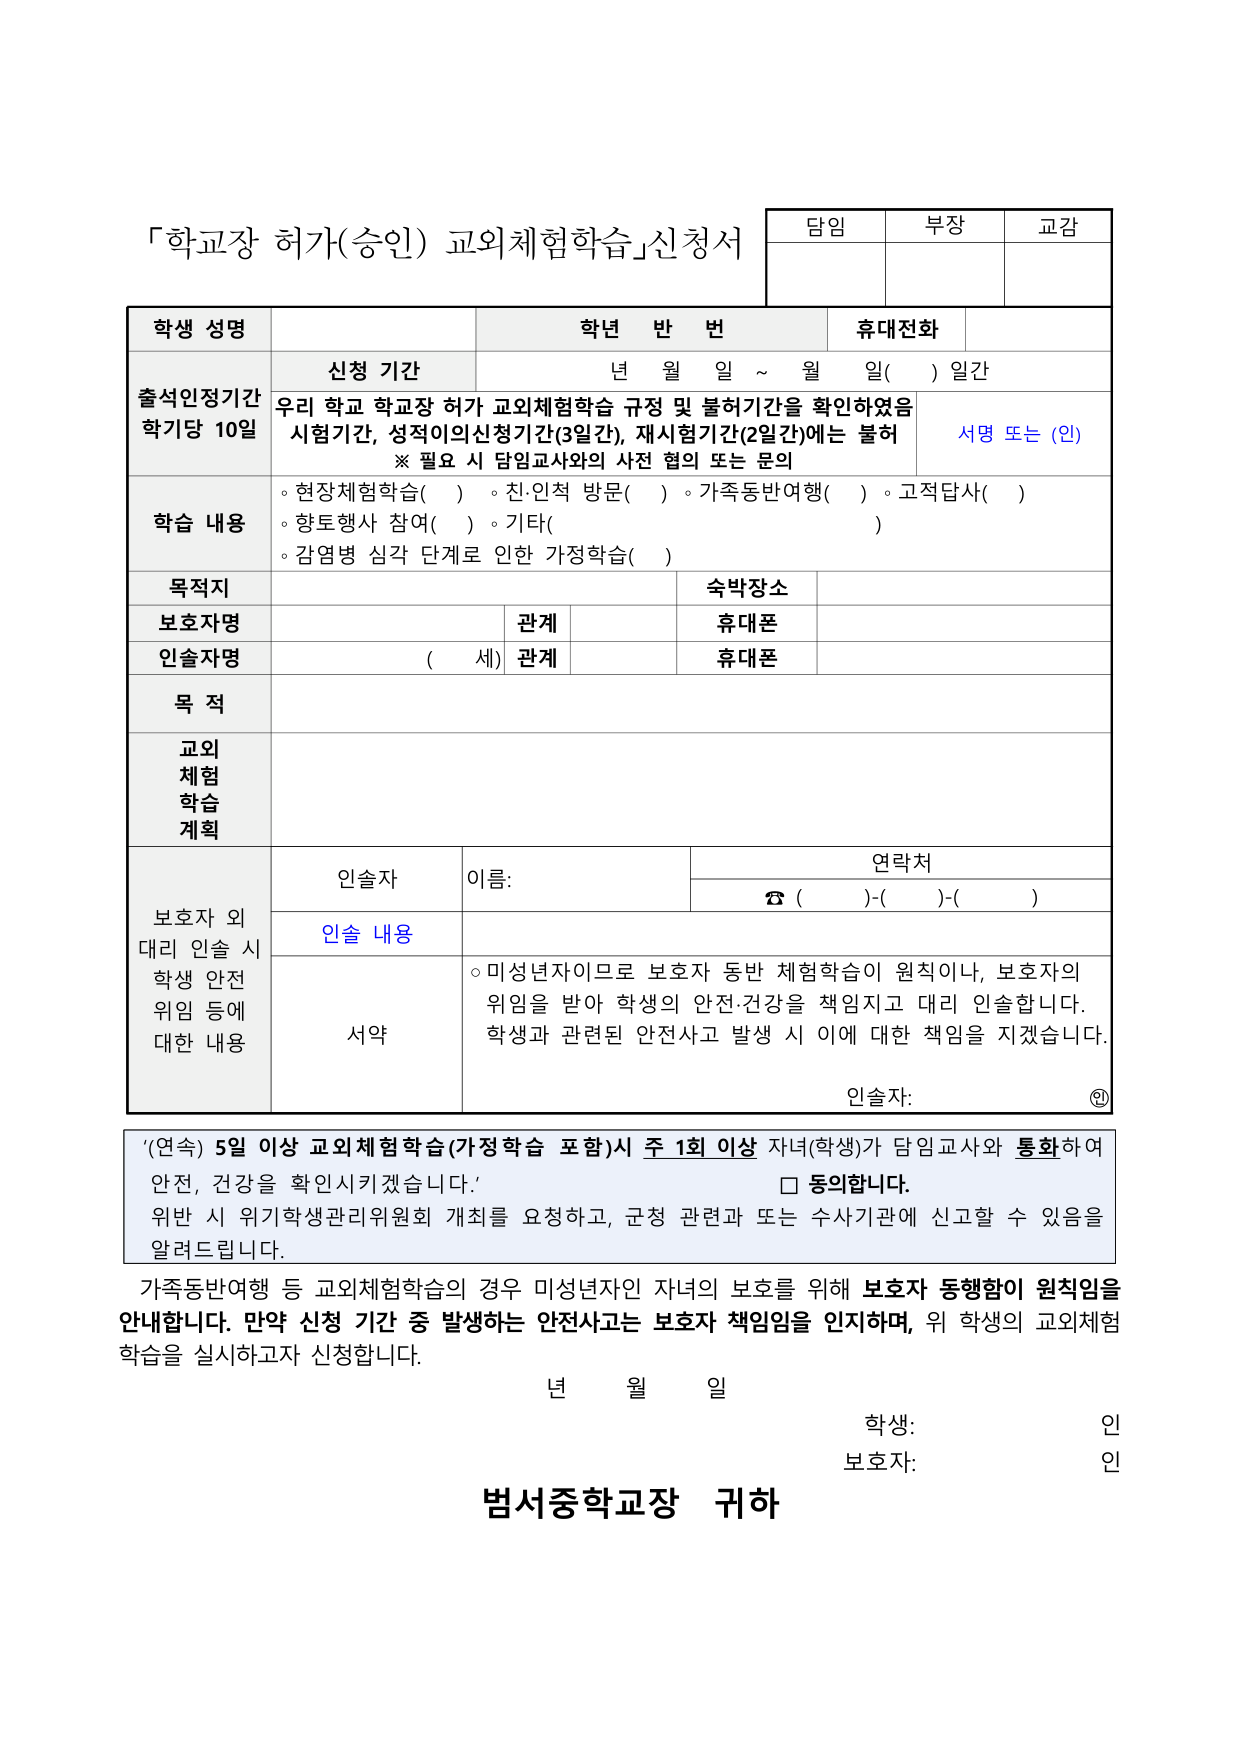 「학교장 허가(승인) 교외체험학습」신청서
담임 부장 교감
학생 성명 학년 반 번 휴대전화
출석인정기간
학기당 10일
신청 기간 년 월 일 ~ 월 일( ) 일간
우리 학교 학교장 허가 교외체험학습 규정 및 불허기간을 확인하였음
시험기간, 성적이의신청기간(3일간), 재시험기간(2일간)에는 불허
※ 필요 시 담임교사와의 사전 협의 또는 문의
서명 또는 (인)
학습 내용
◦현장체험학습( ) ◦친·인척 방문( ) ◦가족동반여행( ) ◦고적답사( )
◦향토행사 참여( ) ◦기타( )
◦감염병 심각 단계로 인한 가정학습( )
목적지 숙박장소
보호자명 관계 휴대폰
인솔자명 ( 세) 관계 휴대폰
목 적
교외
체험
학습
계획
보호자 외
대리 인솔 시
학생 안전
위임 등에
대한 내용
인솔자 이름: 연락처
☎ ( )-( )-( )
인솔 내용
서약
○미성년자이므로 보호자 동반 체험학습이 원칙이나, 보호자의
위임을 받아 학생의 안전·건강을 책임지고 대리 인솔합니다.
학생과 관련된 안전사고 발생 시 이에 대한 책임을 지겠습니다.
인솔자: ㉑인
'(연속) 5일 이상 교외체험학습(가정학습 포함)시 주 1회 이상 자녀(학생)가 담임교사와 통화하여
안전, 건강을 확인시키겠습니다.' □ 동의합니다.
위반 시 위기학생관리위원회 개최를 요청하고, 군청 관련과 또는 수사기관에 신고할 수 있음을
알려드립니다.
가족동반여행 등 교외체험학습의 경우 미성년자인 자녀의 보호를 위해 보호자 동행함이 원칙임을
안내합니다. 만약 신청 기간 중 발생하는 안전사고는 보호자 책임임을 인지하며, 위 학생의 교외체험
학습을 실시하고자 신청합니다.
년 월 일
학생: 인
보호자: 인
범서중학교장 귀하